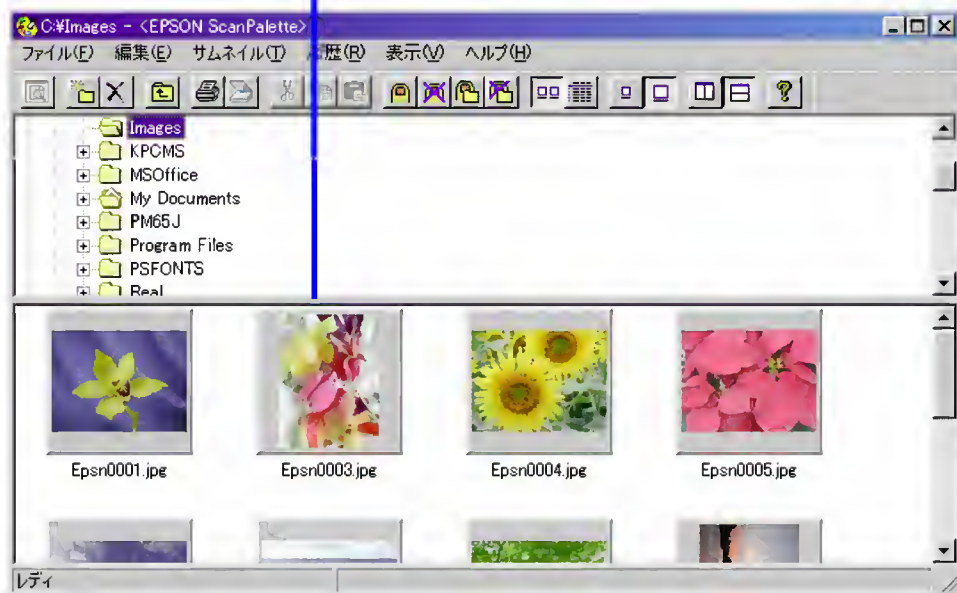 C:¥Images - <EPSON ScanPalette>
ファイル(F) 編集(E) サムネイル(T) 歴(R) 表示(V) ヘルプ(H)
Images
KPCMS
MSOffice
My Documents
PM65J
Program Files
PSFONTS
Real
Epsn0001.jpg Epsn0003.jpg Epsn0004.jpg Epsn0005.jpg
レディ